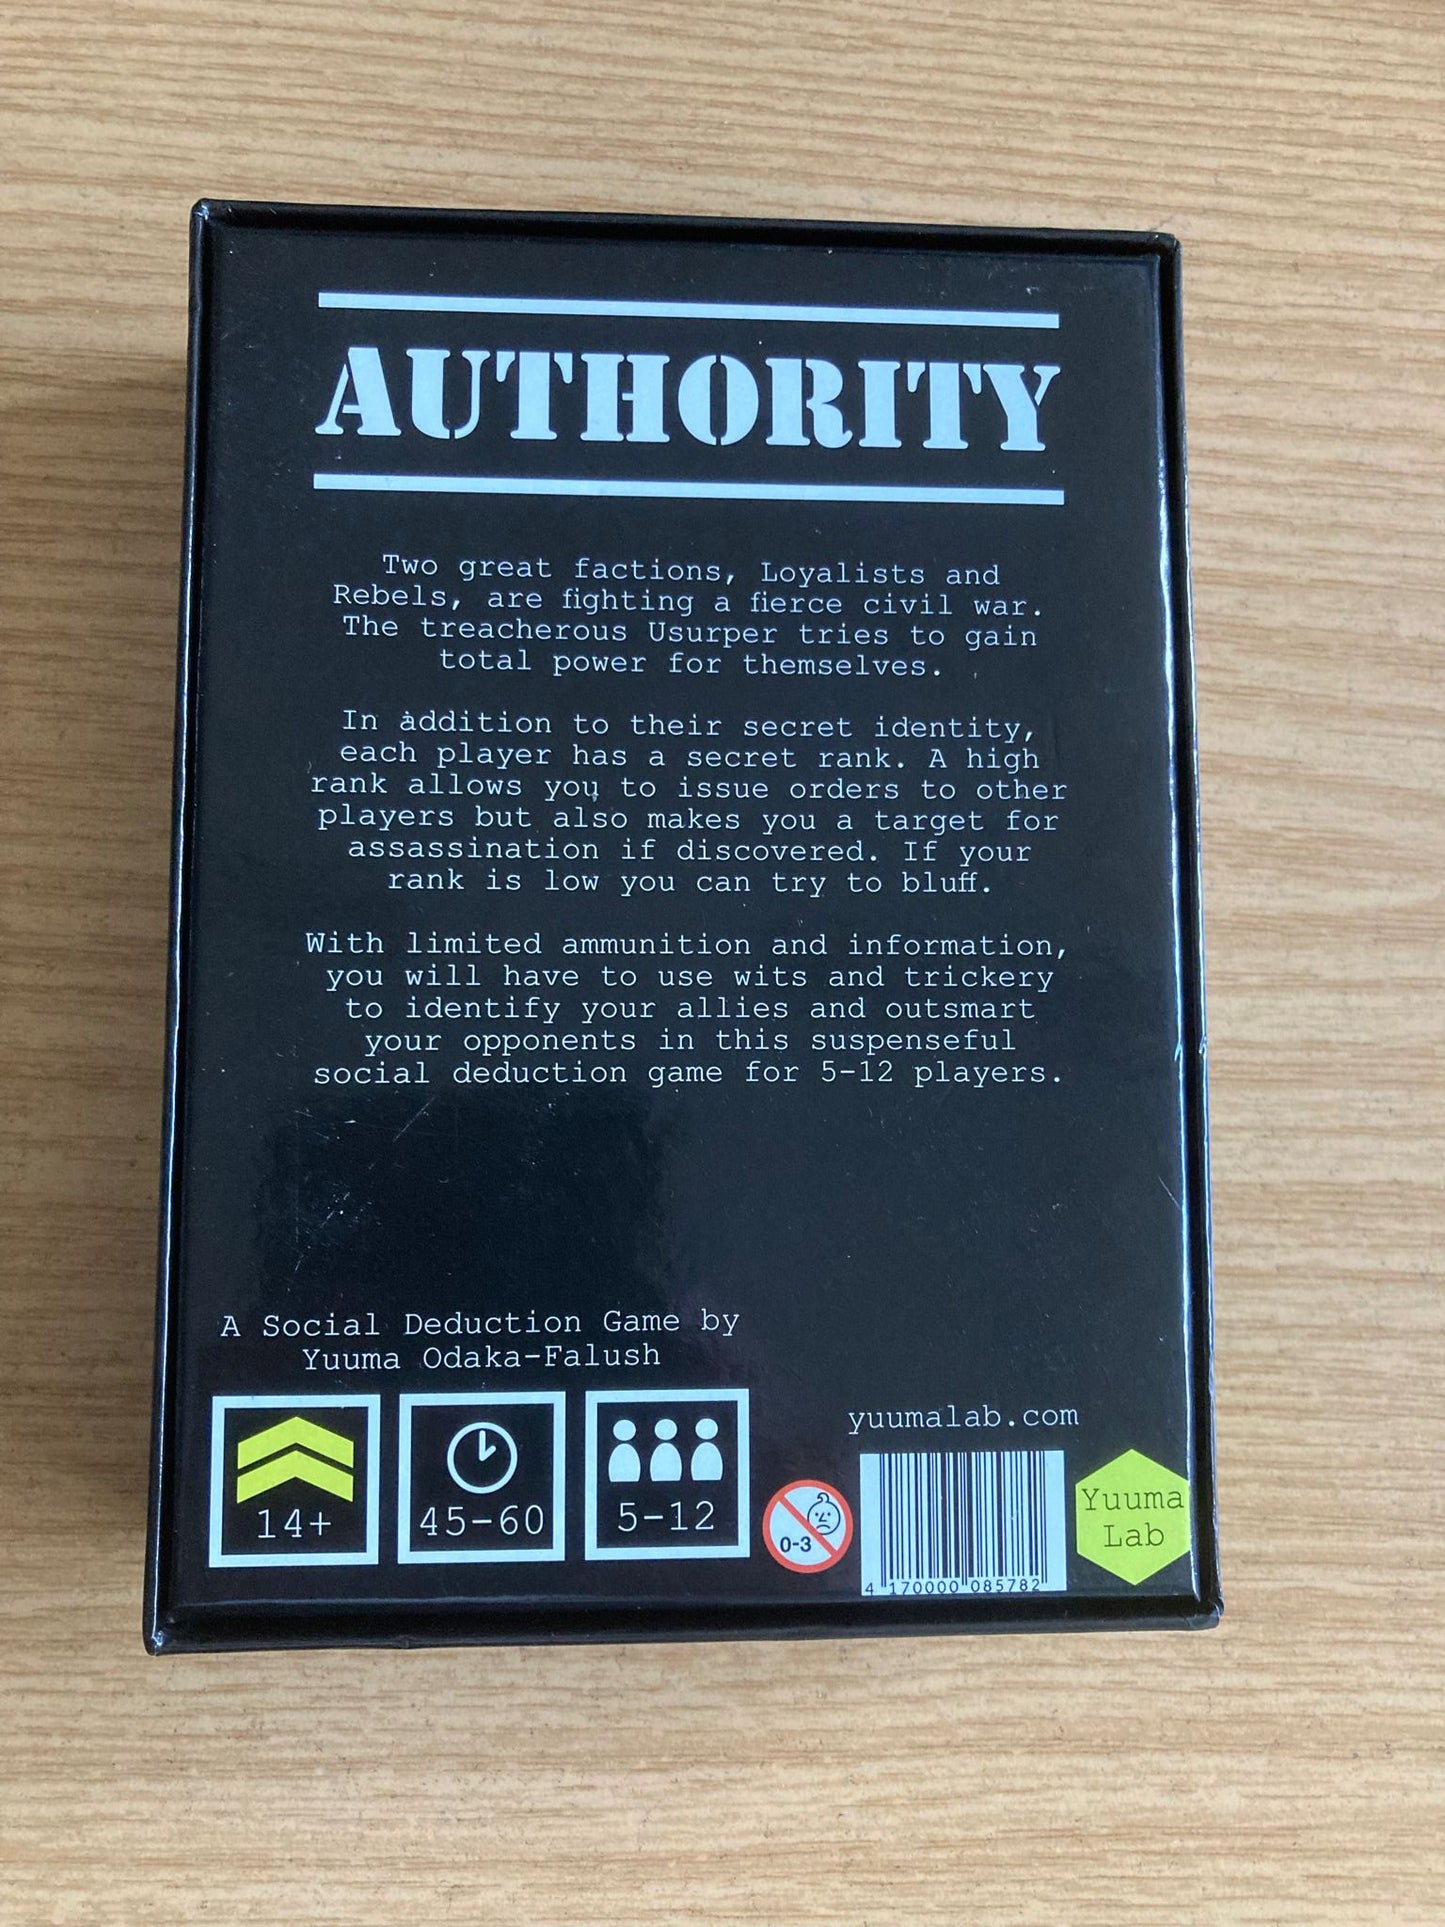 AUTHORITY
Two great factions, Loyalists and
Rebels, are fighting a fierce civil war.
The treacherous Usurper tries to gain
total power for themselves.
In addition to their secret identity,
each player has a secret rank. A high
rank allows you to issue orders to other
players but also makes you a target for
assassination if discovered. If your
rank is low you can try to bluff.
With limited ammunition and information,
you will have to use wits and trickery
to identify your allies and outsmart
your opponents in this suspenseful
social deduction game for 5-12 players.
A Social Deduction Game by
Yuuma Odaka-Falush
14+
45-60
5-12
0-3
yuumalab.com
4 170000 085782
Yuuma
Lab